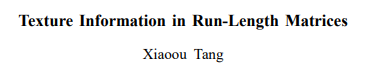 Texture Information in Run-Length Matrices
Xiaoou Tang